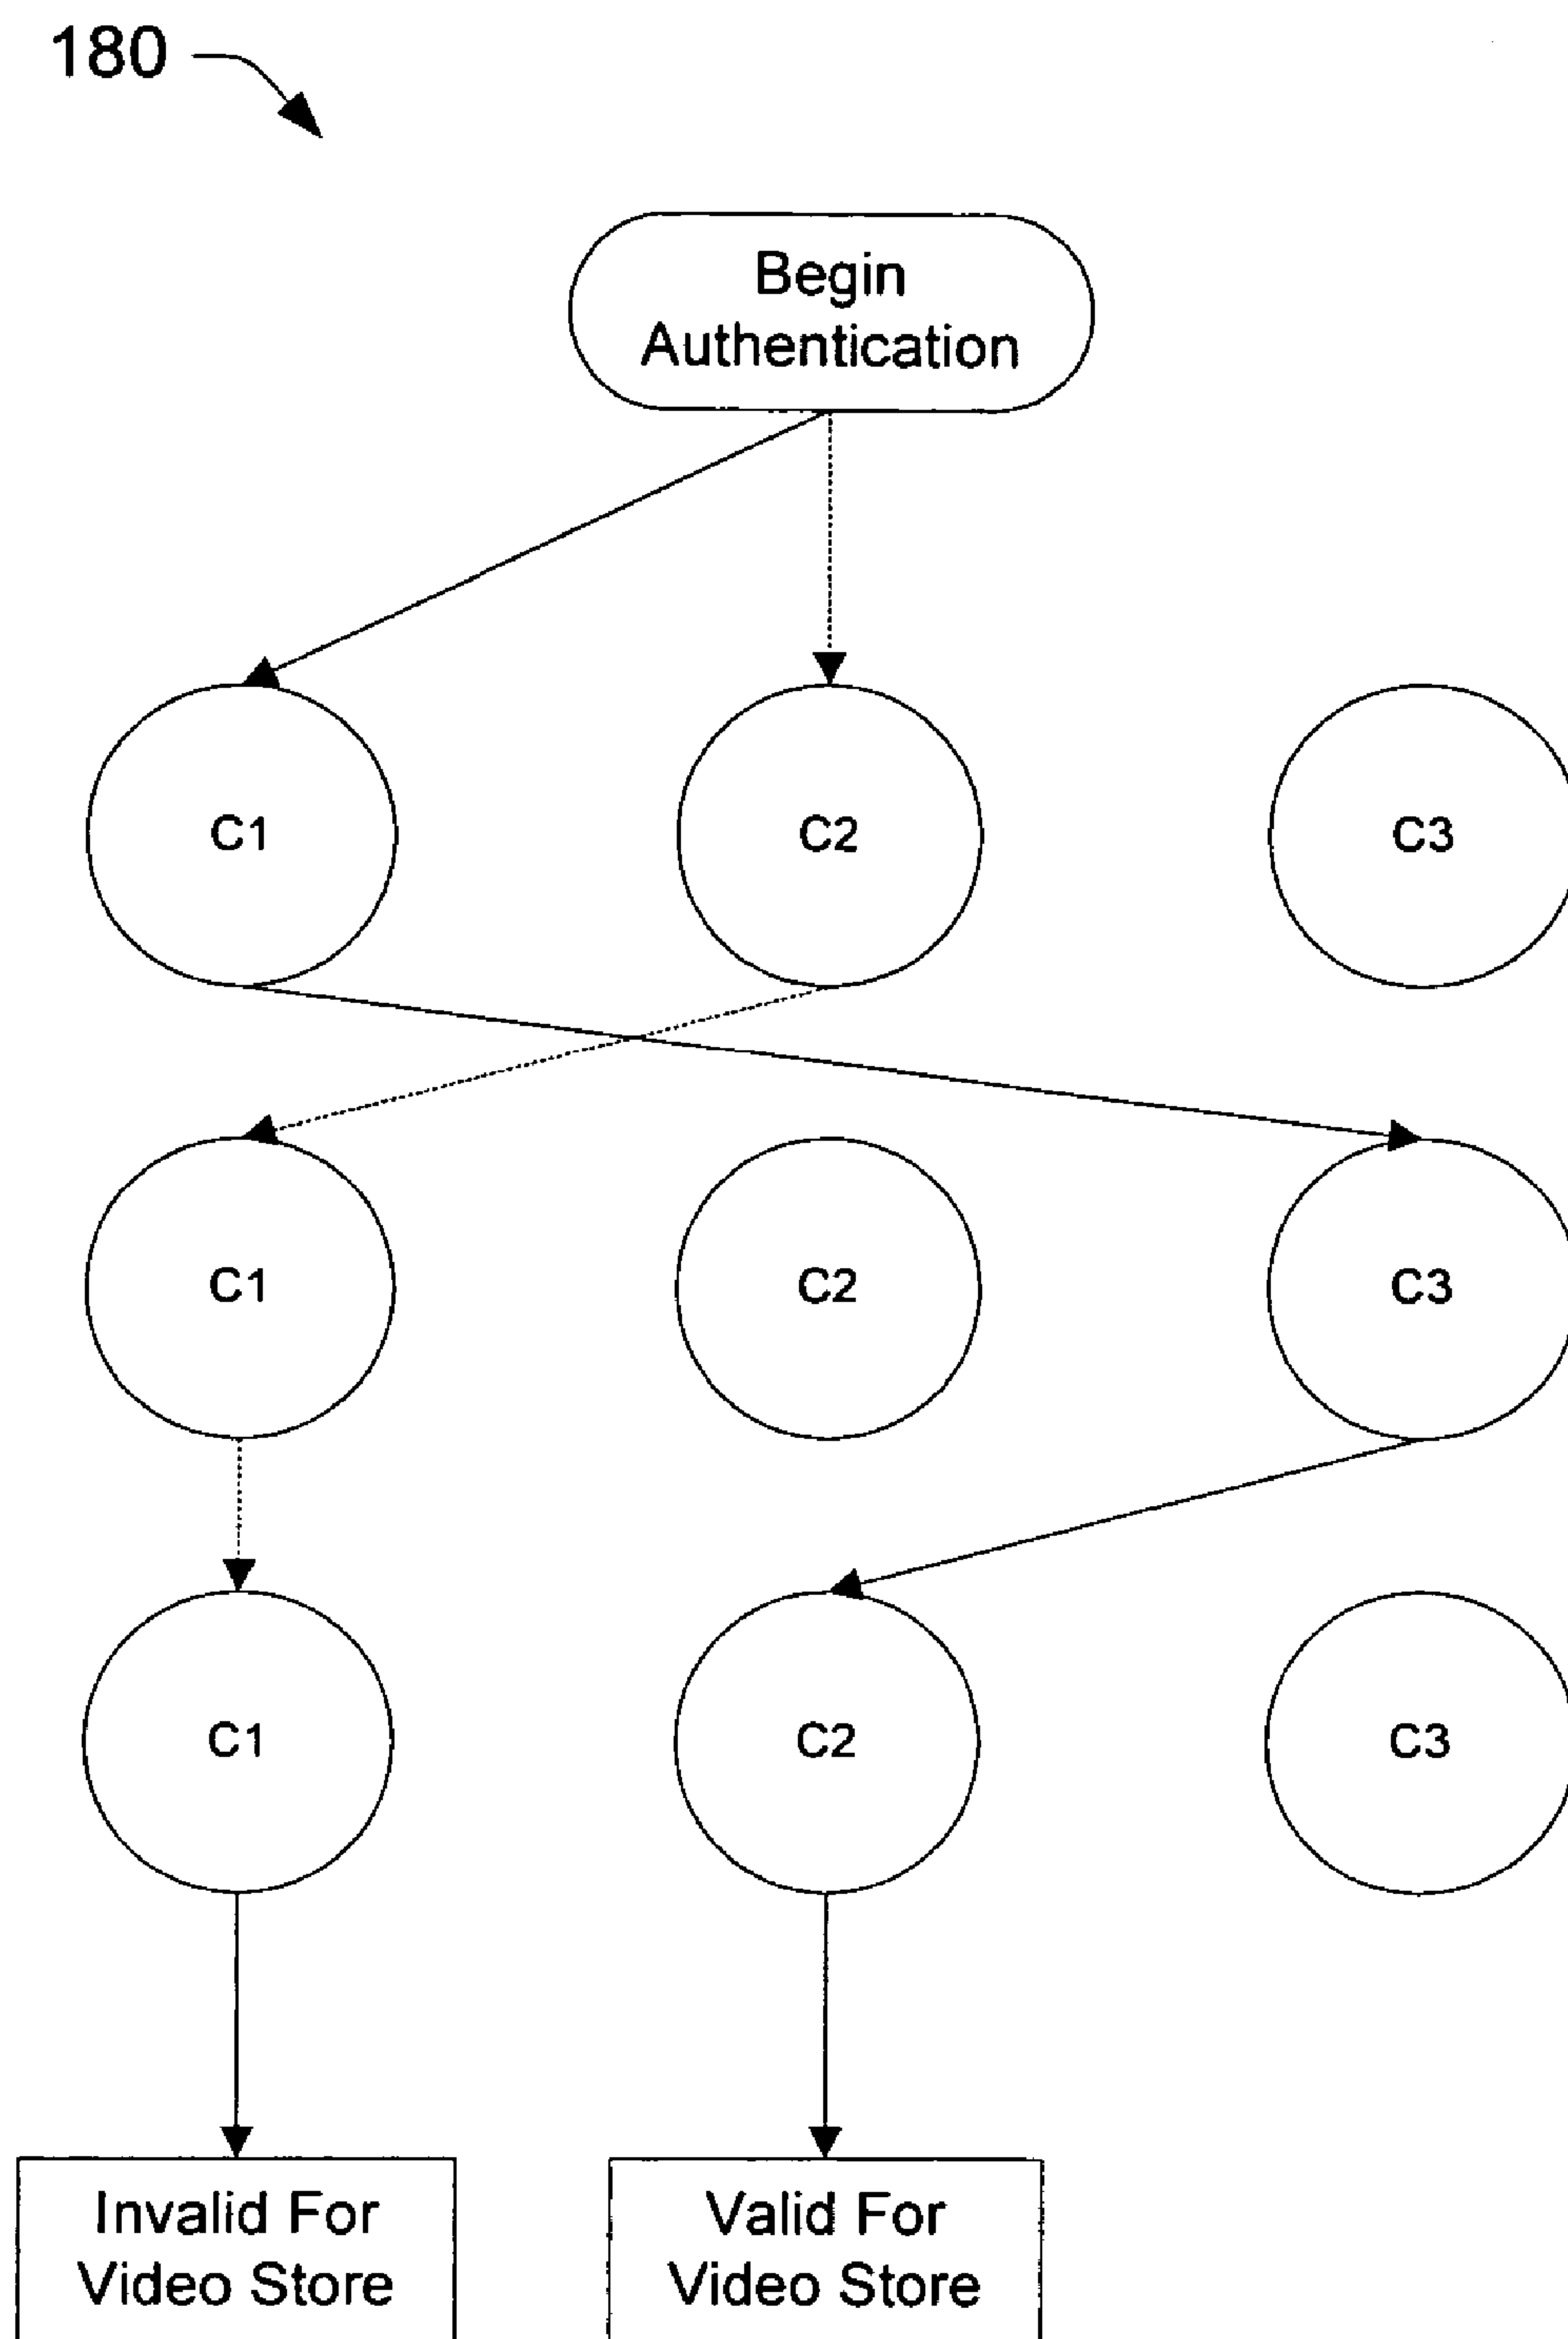 180
Begin
Authentication
C1
C2
C3
C1
C2
C3
C1
C2
C3
Invalid For
Video Store
Valid For
Video Store